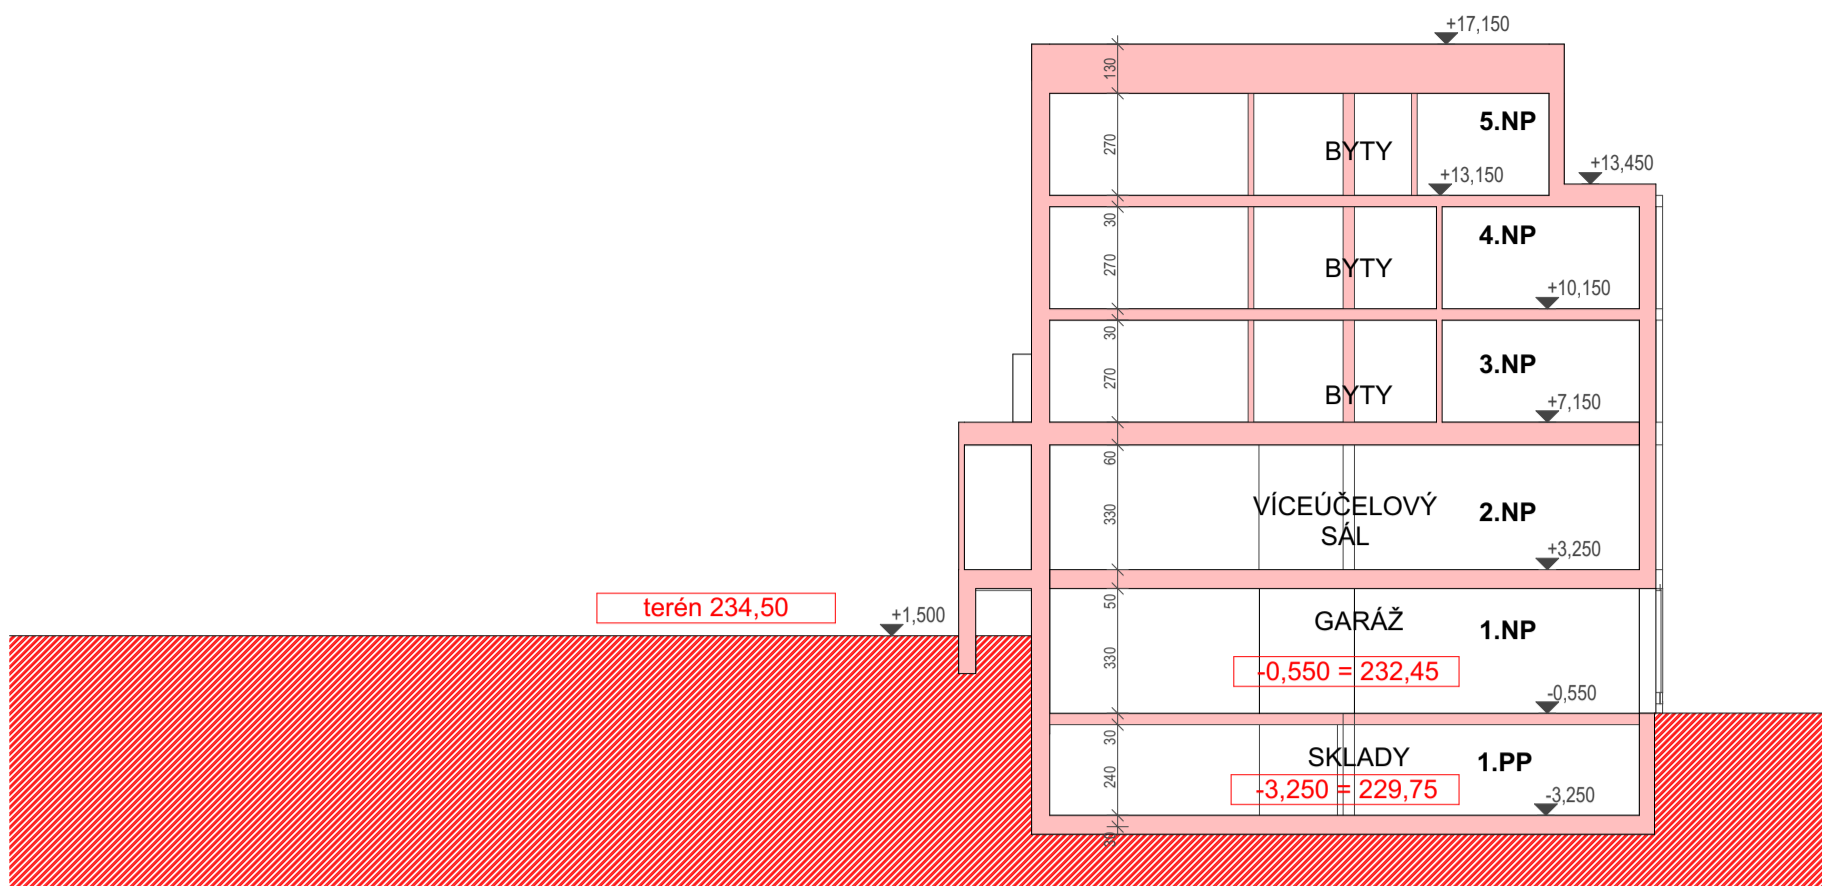 +17,150
130
5.NP
270
BYTY
+13,450
+13,150
30
4.NP
270
BYTY
+10,150
30
3.NP
270
BYTY
+7,150
60
VÍCEÚČELOVÝ
SÁL
2.NP
330
+3,250
terén 234,50
+1,500
50
GARÁŽ
1.NP
330
-0,550 = 232,45
-0,550
30
SKLADY
1.PP
240
-3,250 = 229,75
-3,250
30